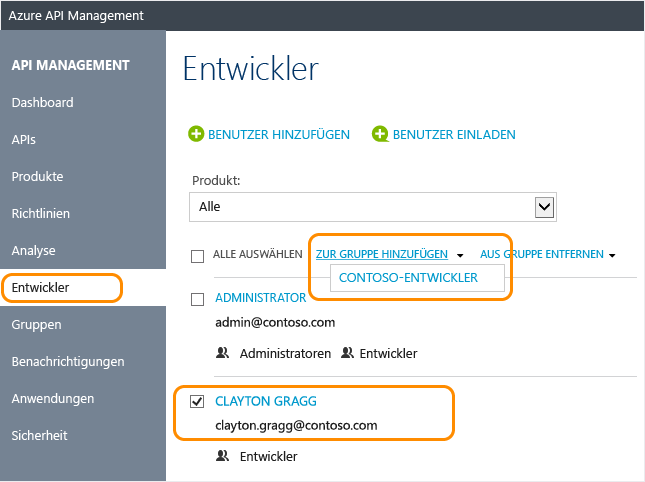 Azure API Management
API MANAGEMENT
Dashboard
APIs
Produkte
Richtlinien
Analyse
Entwickler
Gruppen
Benachrichtigungen
Anwendungen
Sicherheit
Entwickler
BENUTZER HINZUFÜGEN BENUTZER EINLADEN
Produkt:
Alle
ALLE AUSWÄHLEN ZUR GRUPPE HINZUFÜGEN AUS GRUPPE ENTFERNEN
CONTOSO-ENTWICKLER
ADMINISTRATOR
admin@contoso.com
Administratoren Entwickler
CLAYTON GRAGG
clayton.gragg@contoso.com
Entwickler